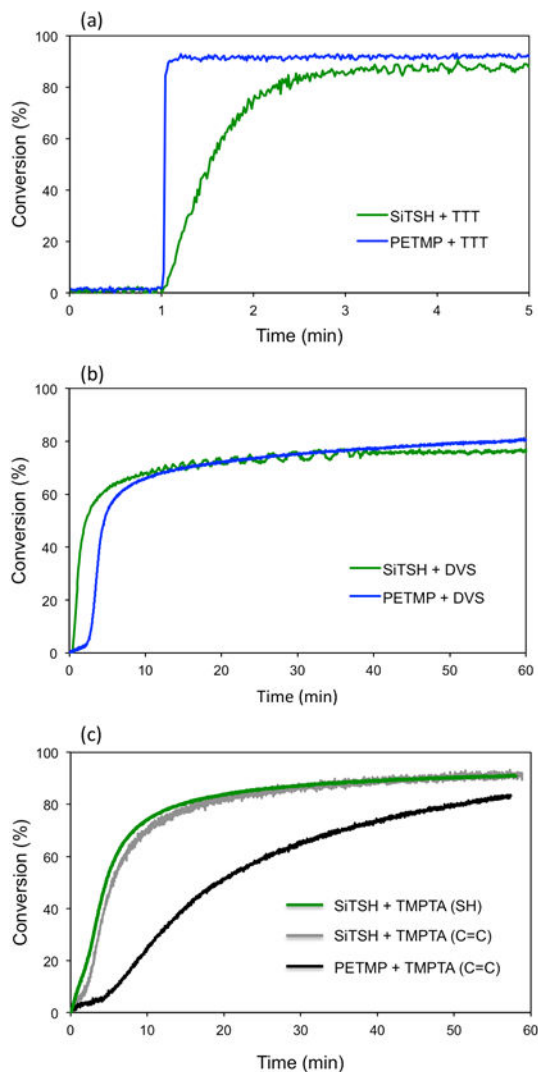 (a)
100
80
60
40
20
0
Conversion (%)
SiTSH + TTT
PETMP + TTT
0 1 2 3 4 5
Time (min)
(b)
100
80
60
40
20
0
Conversion (%)
SiTSH + DVS
PETMP + DVS
0 10 20 30 40 50 60
Time (min)
(c)
100
80
60
40
20
0
Conversion (%)
SiTSH + TMPTA (SH)
SiTSH + TMPTA (C=C)
PETMP + TMPTA (C=C)
0 10 20 30 40 50 60
Time (min)